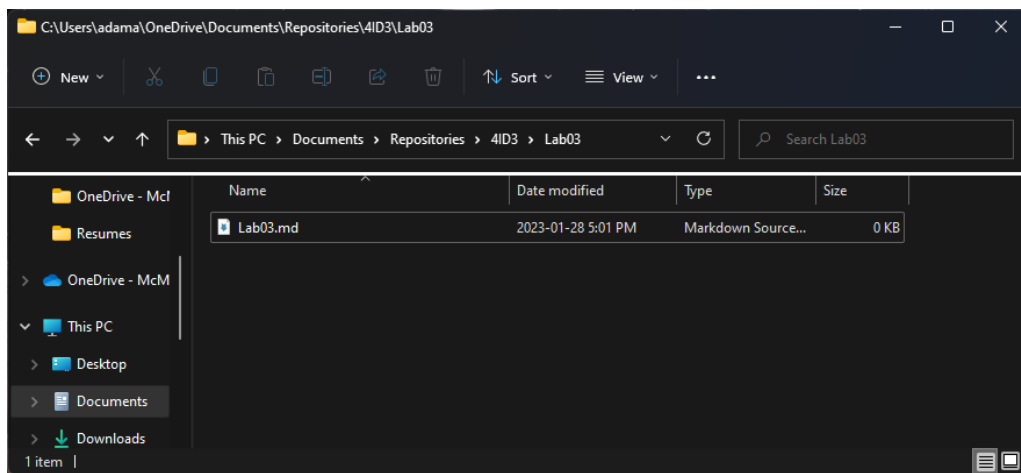 C:\Users\adama\OneDrive\Documents\Repositories\4ID3\Lab03
New Sort View
This PC > Documents > Repositories > 4ID3 > Lab03 Search Lab03
Name Date modified Type Size
OneDrive - McM
Lab03.md 2023-01-28 5:01 PM Markdown Source... 0 KB
Resumes
OneDrive - McM
This PC
Desktop
Documents
Downloads
1 item